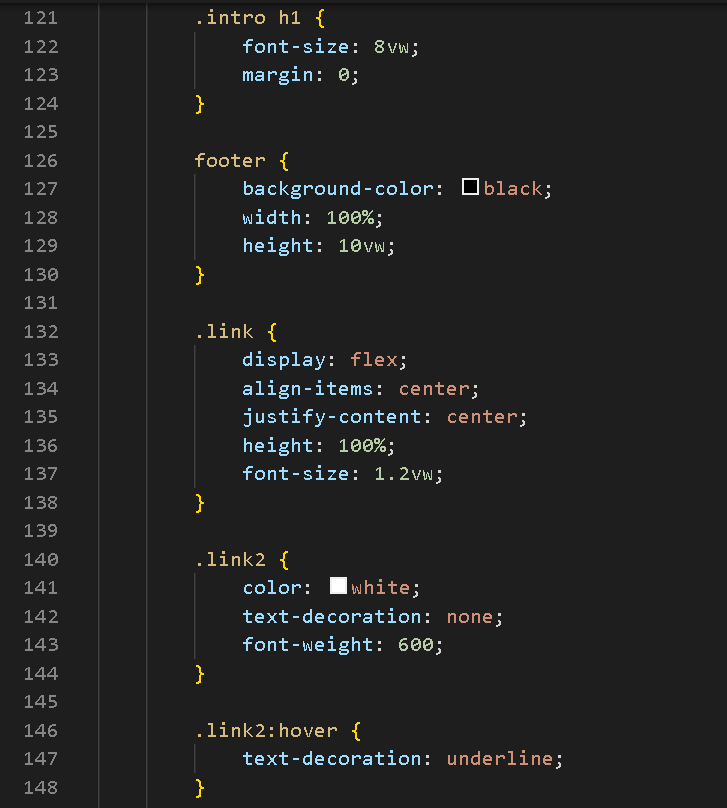 121 .intro h1 {
122 font-size: 8vw;
123 margin: 0;
124 }
125
126 footer {
127 background-color: black;
128 width: 100%;
129 height: 10vw;
130 }
131
132 .link {
133 display: flex;
134 align-items: center;
135 justify-content: center;
136 height: 100%;
137 font-size: 1.2vw;
138 }
139
140 .link2 {
141 color: white;
142 text-decoration: none;
143 font-weight: 600;
144 }
145
146 .link2:hover {
147 text-decoration: underline;
148 }